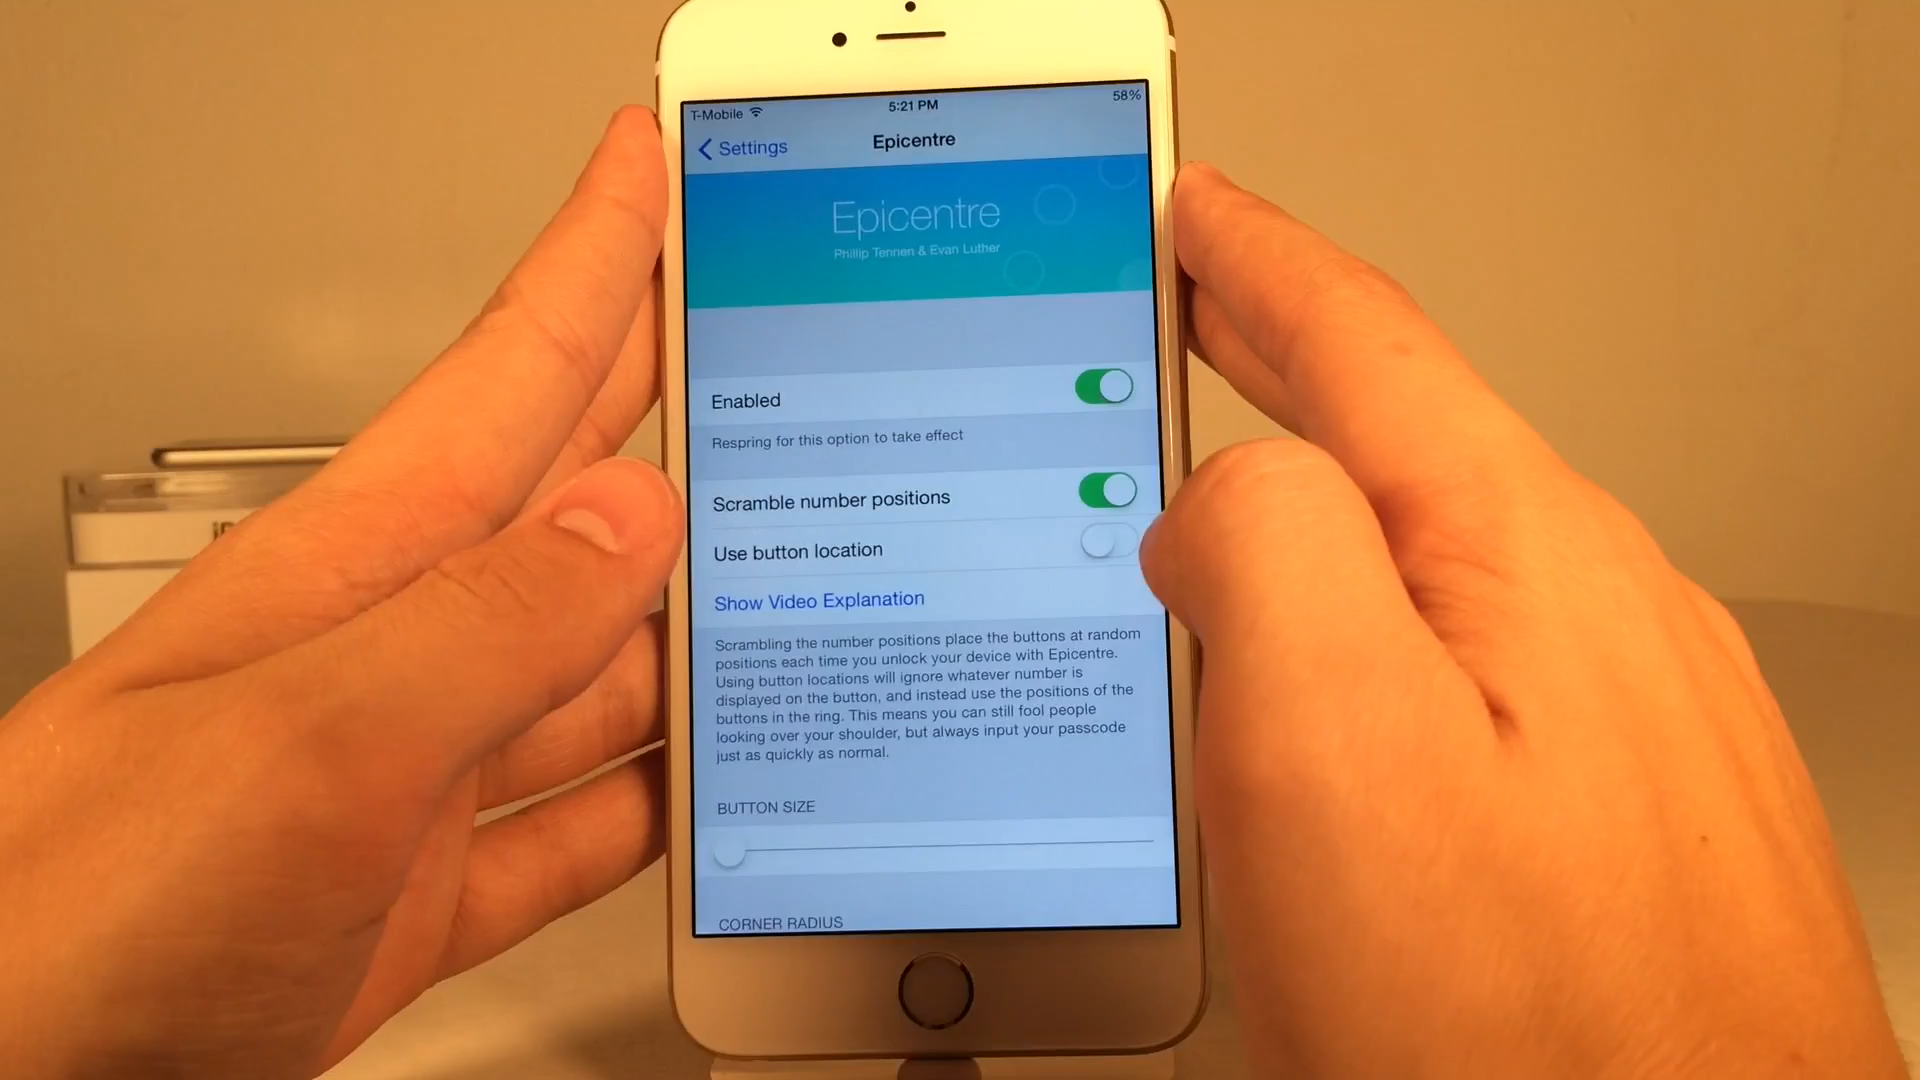 T-Mobile 5:21 PM 58%
Settings Epicentre
Epicentre
Phillip Tennen & Evan Luther
Enabled
Respring for this option to take effect
Scramble number positions
Use button location
Show Video Explanation
Scrambling the number positions place the buttons at random
positions each time you unlock your device with Epicentre.
Using button locations will ignore whatever number is
displayed on the button, and instead use the positions of the
buttons in the ring. This means you can still fool people
looking over your shoulder, but always input your passcode
just as quickly as normal.
BUTTON SIZE
CORNER RADIUS